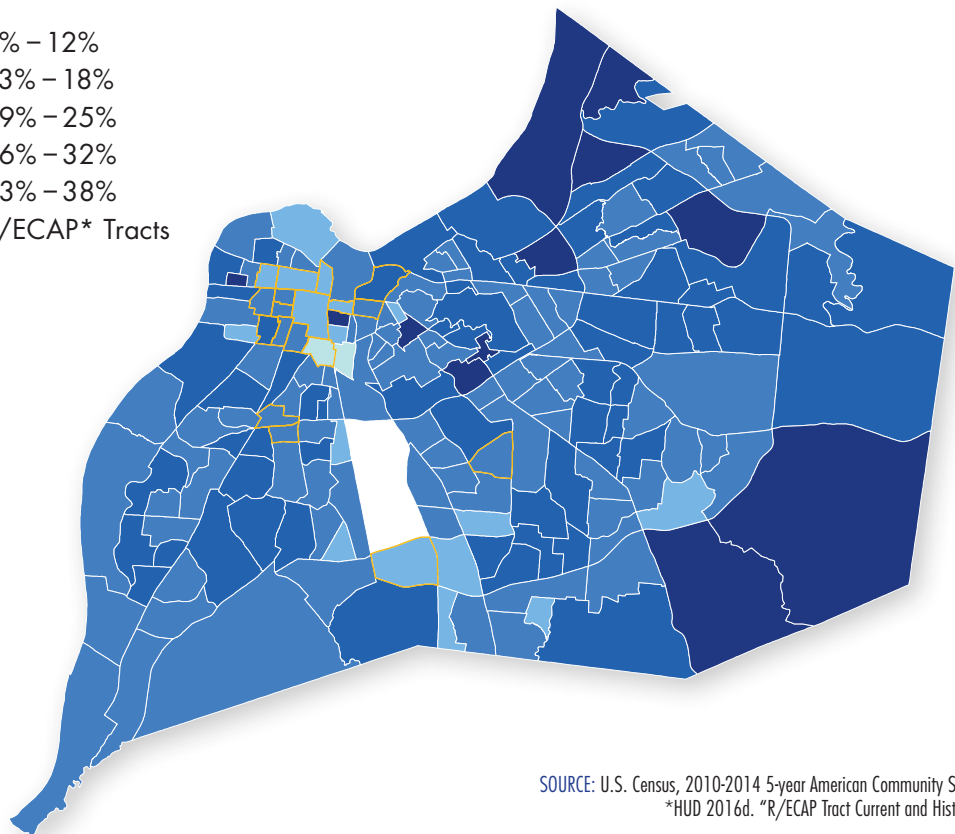 % – 12%
3% – 18%
9% – 25%
6% – 32%
3% – 38%
/ECAP* Tracts
SOURCE: U.S. Census, 2010-2014 5-year American Community S
*HUD 2016d. “R/ECAP Tract Current and Hist